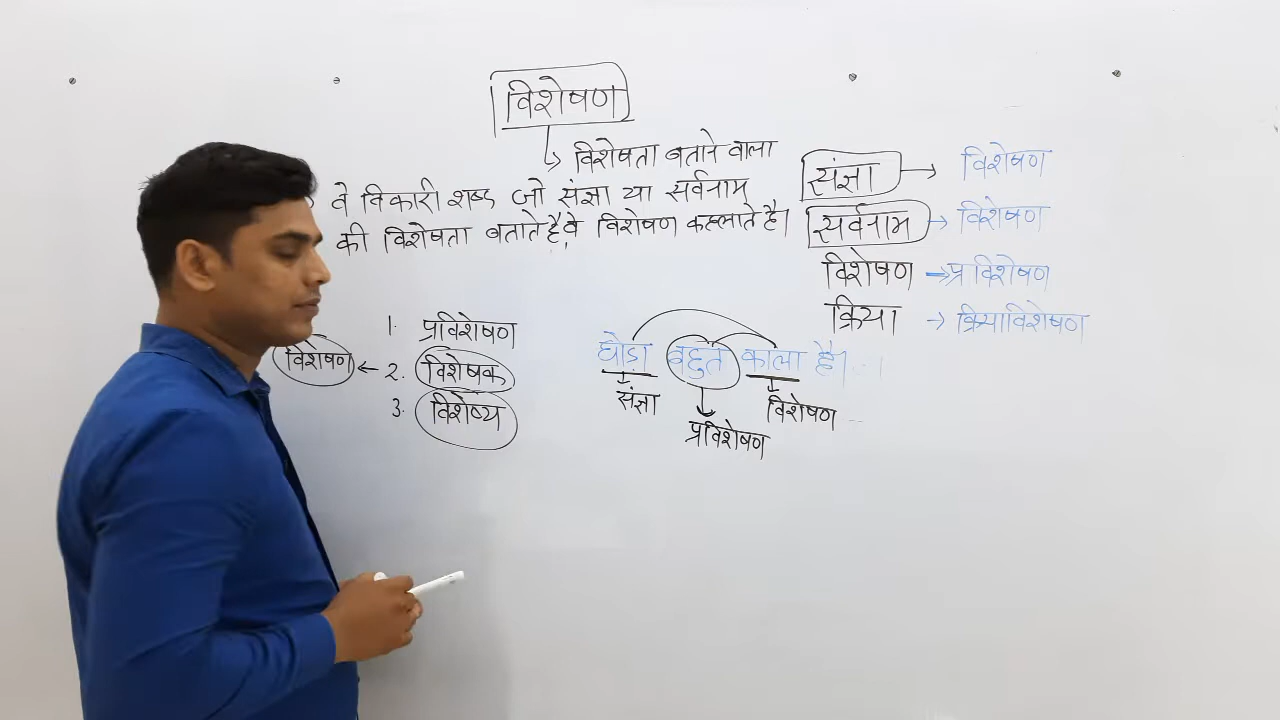 विशेषण
विशेषता बताने वाला
वे विकारी शब्द जो संज्ञा या सर्वनाम
की विशेषता बताते है,वे विशेषण कहलाते है।
संज्ञा → विशेषण
सर्वनाम → विशेषण
विशेषण → प्रविशेषण
क्रिया → क्रियाविशेषण
1. प्रविशेषण
विशेषण ← 2. विशेषक
3. विशेष्य
घोड़ा बहुत काला है।
संज्ञा
विशेषण
प्रविशेषण